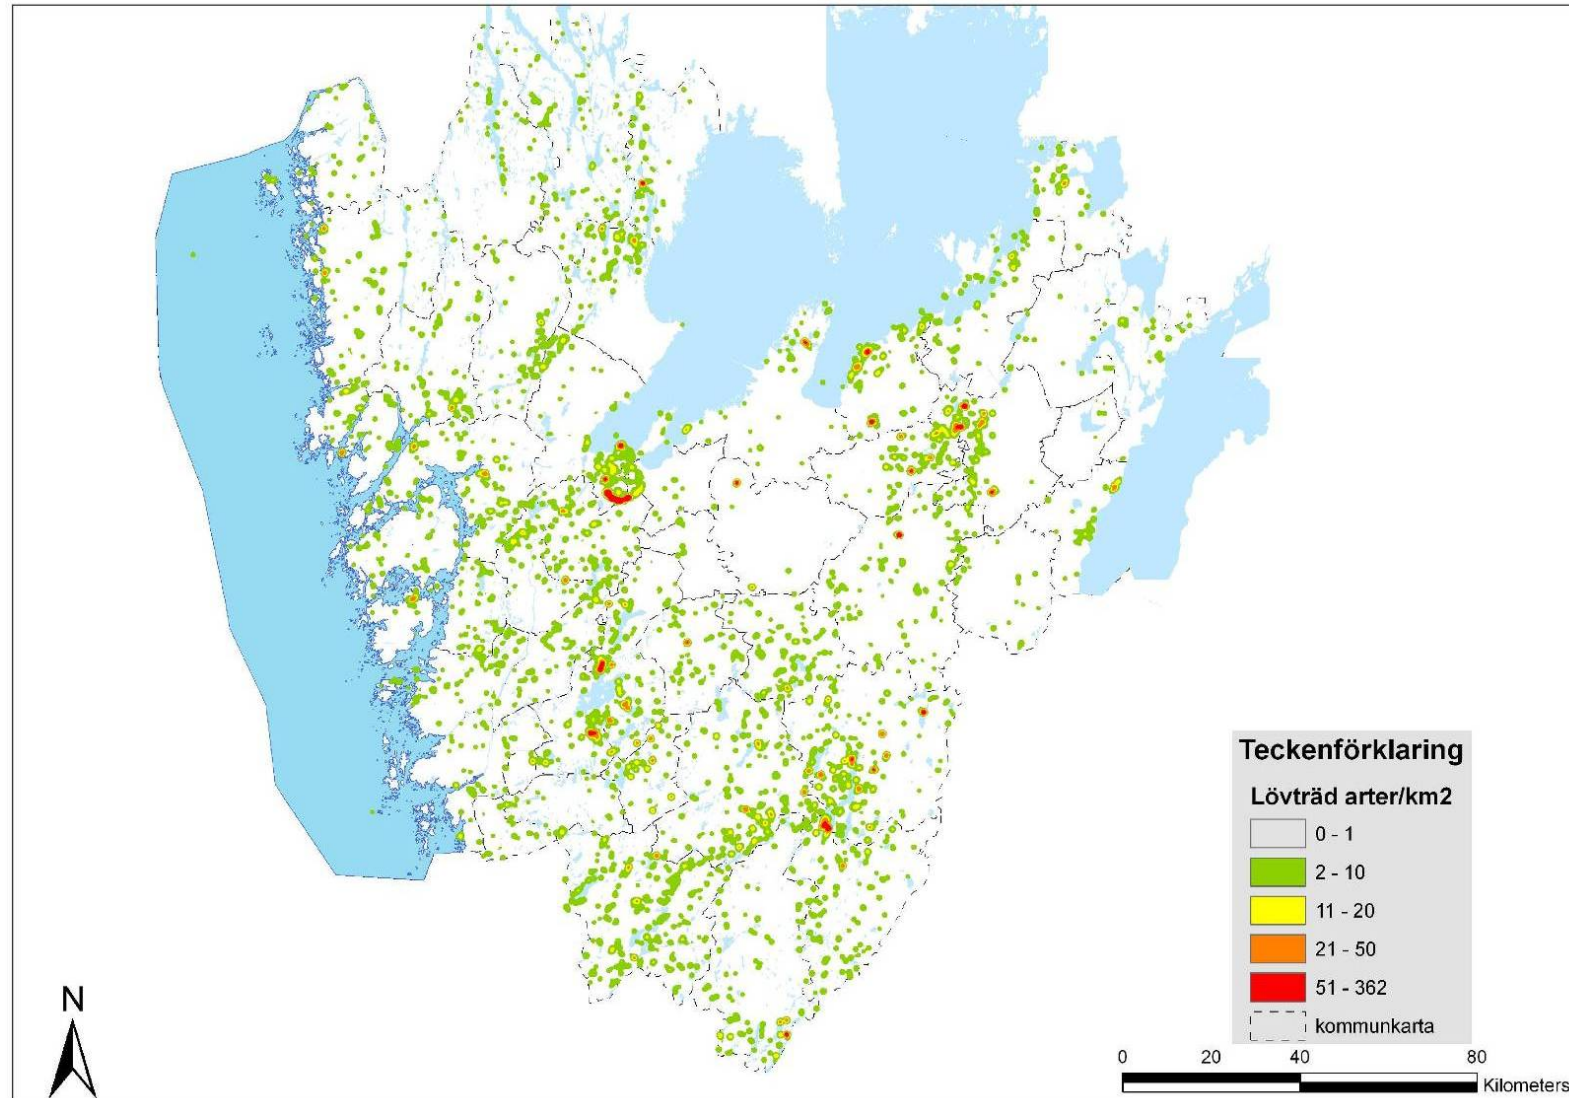 Teckenförklaring
Lövträd arter/km2
0 - 1
2 - 10
11 - 20
21 - 50
51 - 362
kommunkarta
N
0 20 40 80
Kilometers